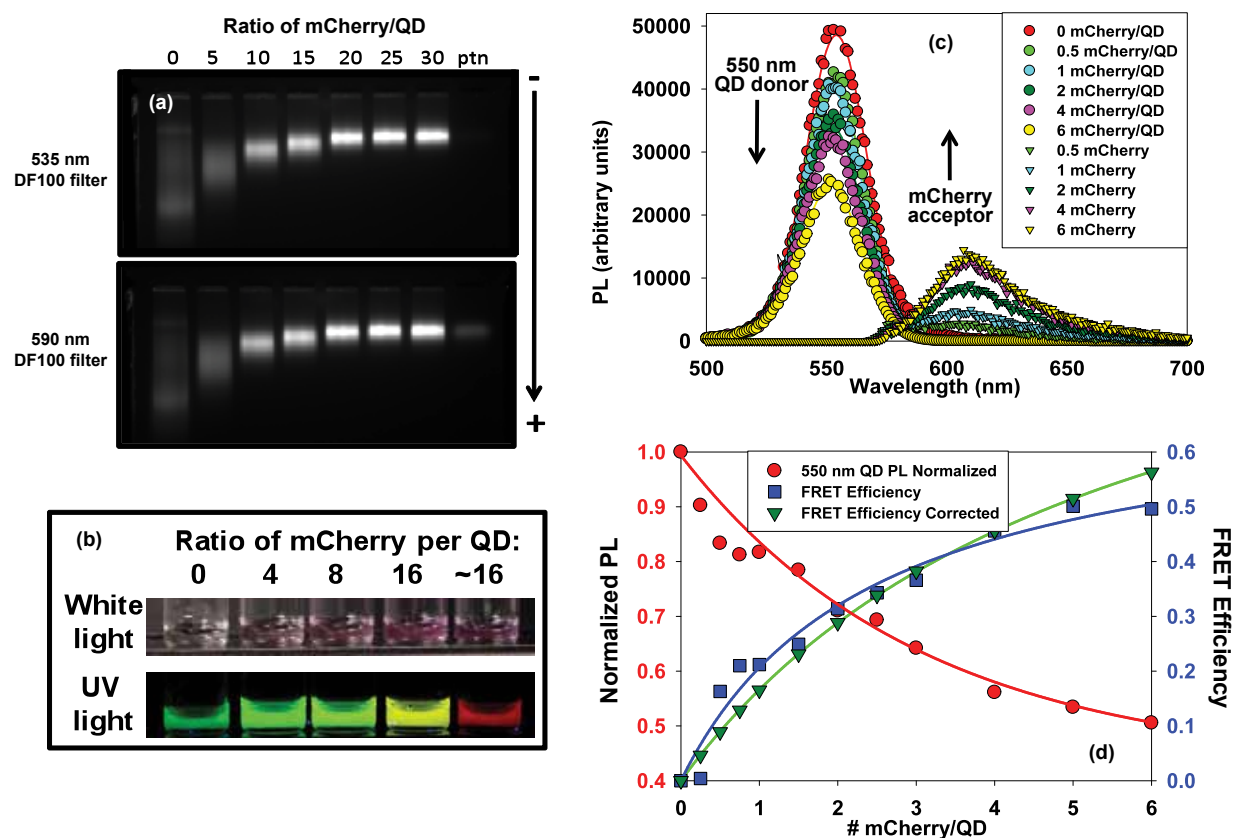 Ratio of mCherry/QD
0 5 10 15 20 25 30 ptn
(a)
535 nm
DF100 filter
590 nm
DF100 filter
-
+
(b)
Ratio of mCherry per QD:
0 4 8 16 ~16
White
light
UV
light
(c)
550 nm
QD donor
mCherry
acceptor
0 mCherry/QD
0.5 mCherry/QD
1 mCherry/QD
2 mCherry/QD
4 mCherry/QD
6 mCherry/QD
0.5 mCherry
1 mCherry
2 mCherry
4 mCherry
6 mCherry
PL (arbitrary units)
50000
40000
30000
20000
10000
0
500 550 600 650 700
Wavelength (nm)
550 nm QD PL Normalized
FRET Efficiency
FRET Efficiency Corrected
Normalized PL
1.0
0.9
0.8
0.7
0.6
0.5
0.4
FRET Efficiency
0.6
0.5
0.4
0.3
0.2
0.1
0.0
(d)
0 1 2 3 4 5 6
# mCherry/QD